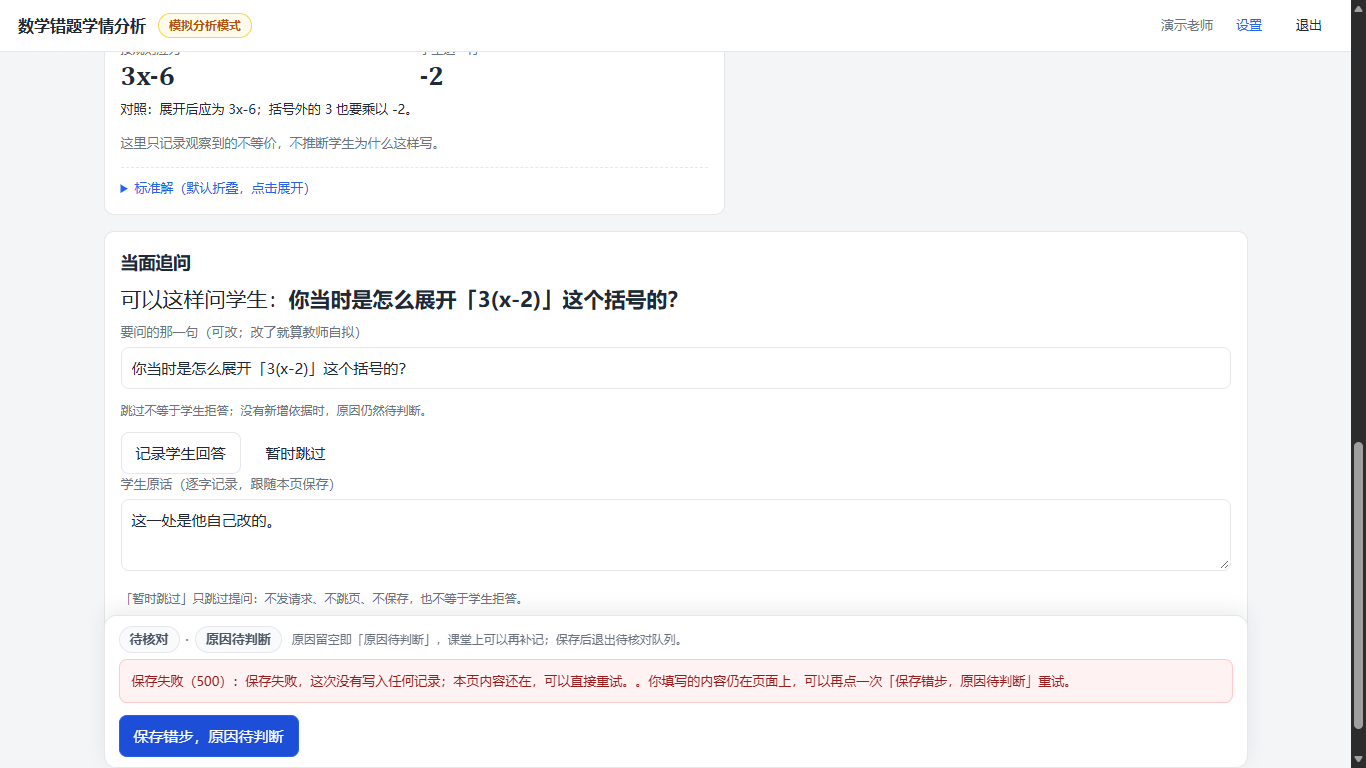 数学错题学情分析 模拟分析模式 演示老师 设置 退出
3x-6 -2
对照：展开后应为 3x-6；括号外的 3 也要乘以 -2。
这里只记录观察到的不等价，不推断学生为什么这样写。
▶ 标准解（默认折叠，点击展开）
当面追问
可以这样问学生：你当时是怎么展开「3(x-2)」这个括号的？
要问的那一句（可改；改了就算教师自拟）
你当时是怎么展开「3(x-2)」这个括号的？
跳过不等于学生拒答；没有新增依据时，原因仍然待判断。
记录学生回答 暂时跳过
学生原话（逐字记录，跟随本页保存）
这一处是他自己改的。
「暂时跳过」只跳过提问：不发请求、不跳页、不保存，也不等于学生拒答。
待核对 · 原因待判断 原因留空即「原因待判断」，课堂上可以再补记；保存后退出待核对队列。
保存失败（500）：保存失败，这次没有写入任何记录；本页内容还在，可以直接重试。。你填写的内容仍在页面上，可以再点一次「保存错步，原因待判断」重试。
保存错步，原因待判断